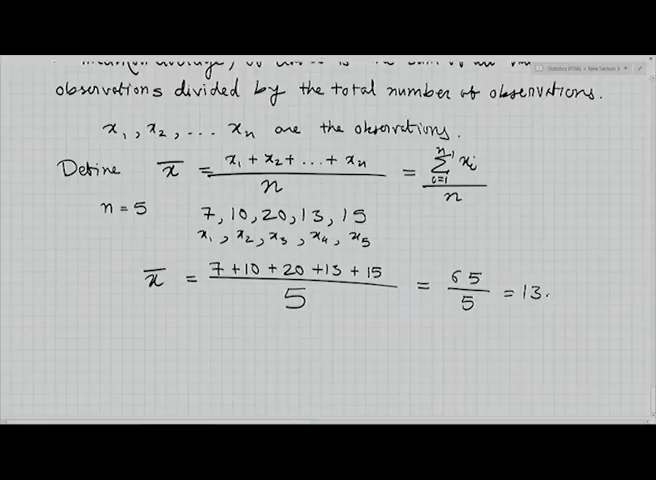 observations divided by the total number of observations.
x₁, x₂, ... xₙ are the observations.
Define x̄ = (x₁ + x₂ + ... + xₙ)/n = (∑ᵢ₌₁ⁿ xᵢ)/n
n = 5 7, 10, 20, 13, 15
x₁, x₂, x₃, x₄, x₅
x̄ = (7 + 10 + 20 + 13 + 15)/5 = 65/5 = 13.